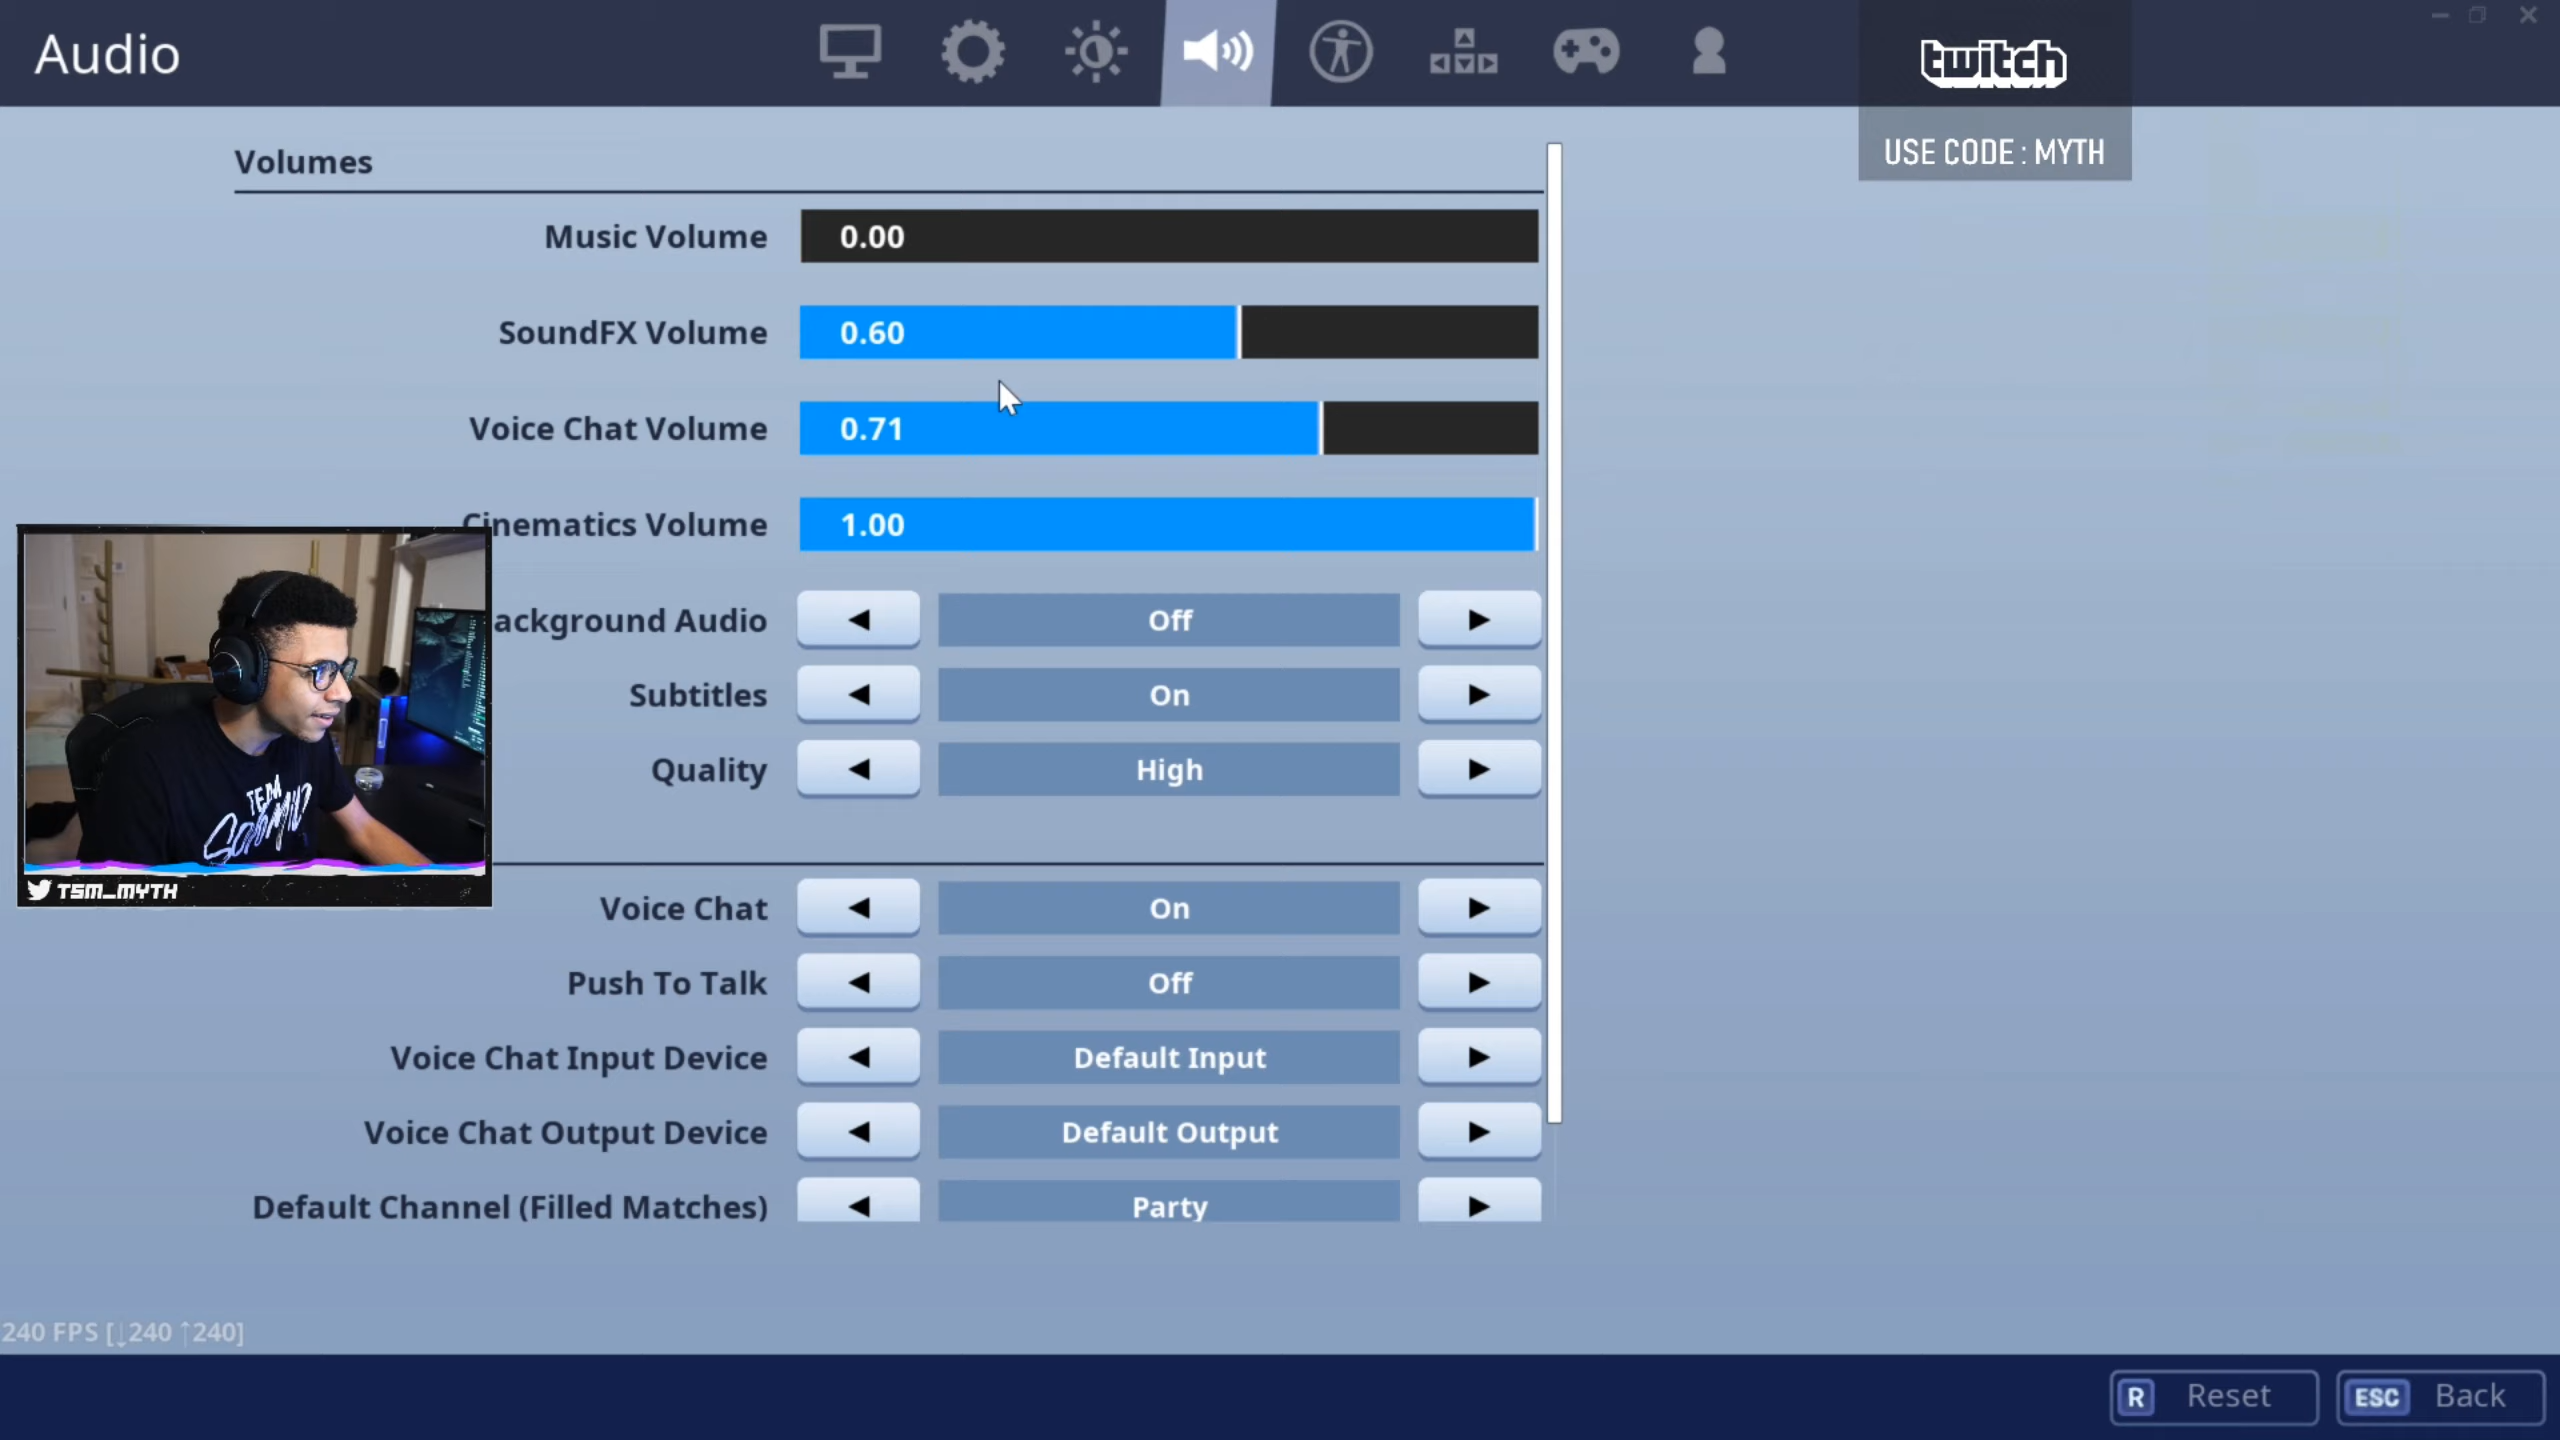 Audio
twitch
USE CODE : MYTH
Volumes
Music Volume 0.00
SoundFX Volume 0.60
Voice Chat Volume 0.71
Cinematics Volume 1.00
ackground Audio Off
Subtitles On
Quality High
TEAM
SoloMid
TSM_MYTH
Voice Chat On
Push To Talk Off
Voice Chat Input Device Default Input
Voice Chat Output Device Default Output
Default Channel (Filled Matches) Party
240 FPS [↓240 ↑240]
R Reset ESC Back